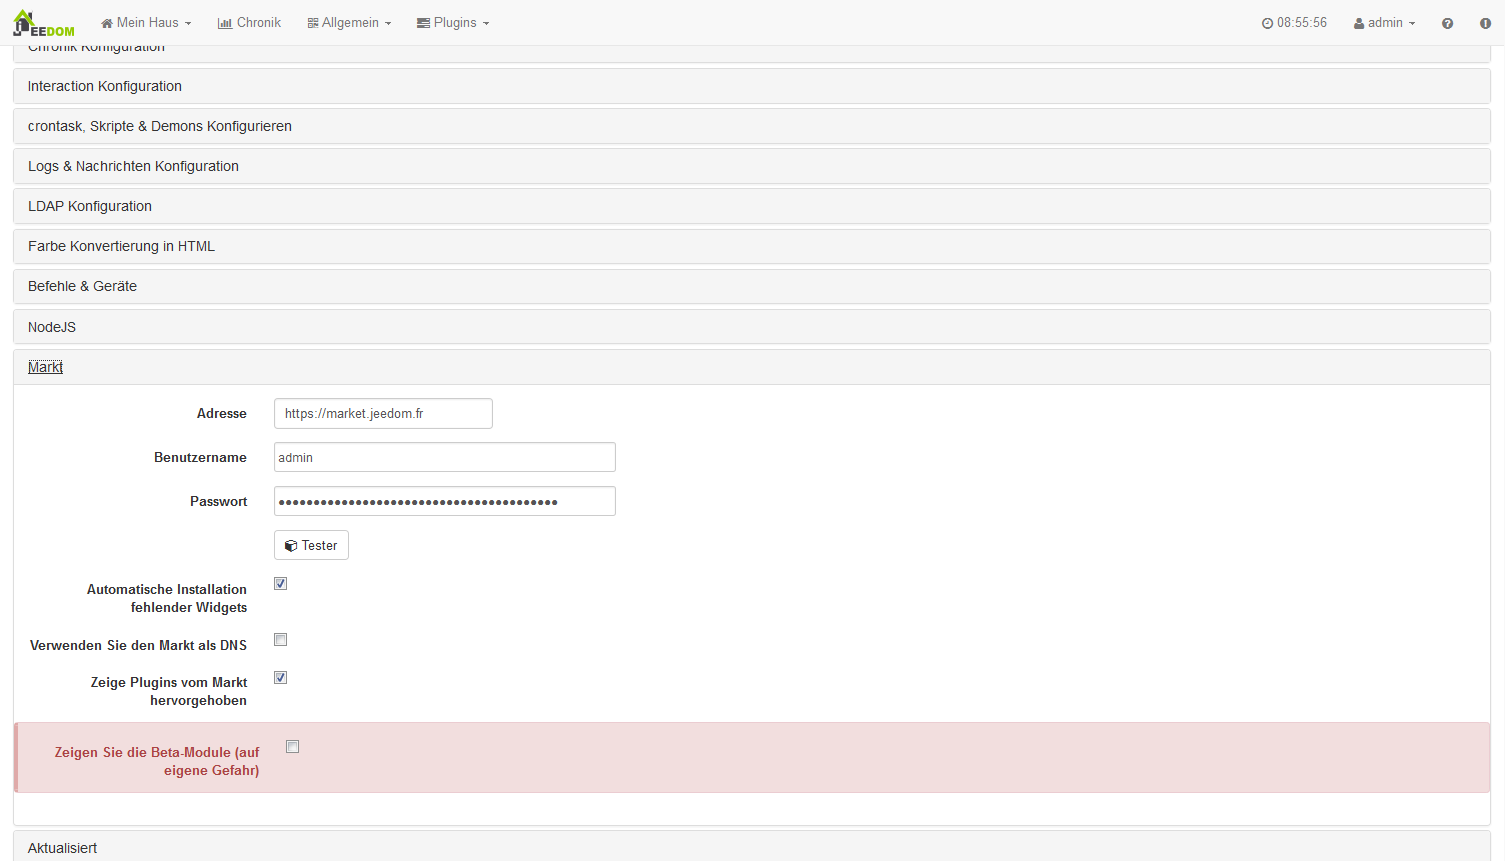 JEEDOM Mein Haus Chronik Allgemein Plugins 08:55:56 admin
Chronik Konfiguration
Interaction Konfiguration
crontask, Skripte & Demons Konfigurieren
Logs & Nachrichten Konfiguration
LDAP Konfiguration
Farbe Konvertierung in HTML
Befehle & Geräte
NodeJS
Markt
Adresse https://market.jeedom.fr
Benutzername admin
Passwort ••••••••••••••••••••••••••••••••••••••••
Tester
Automatische Installation
fehlender Widgets
Verwenden Sie den Markt als DNS
Zeige Plugins vom Markt
hervorgehoben
Zeigen Sie die Beta-Module (auf
eigene Gefahr)
Aktualisiert